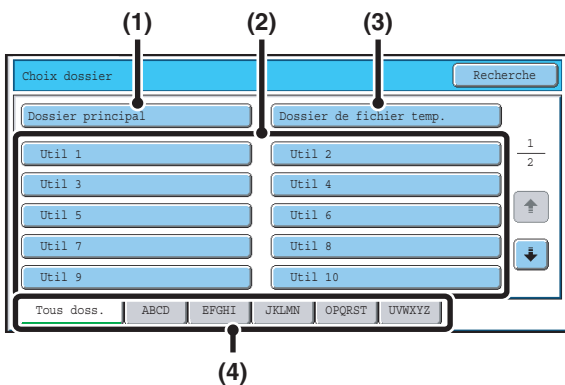 (1) (2) (3)
Choix dossier Recherche
Dossier principal Dossier de fichier temp.
Util 1 Util 2
Util 3 Util 4
Util 5 Util 6
Util 7 Util 8
Util 9 Util 10
1
2
Tous doss. ABCD EFGHI JKLMN OPQRST UVWXYZ
(4)